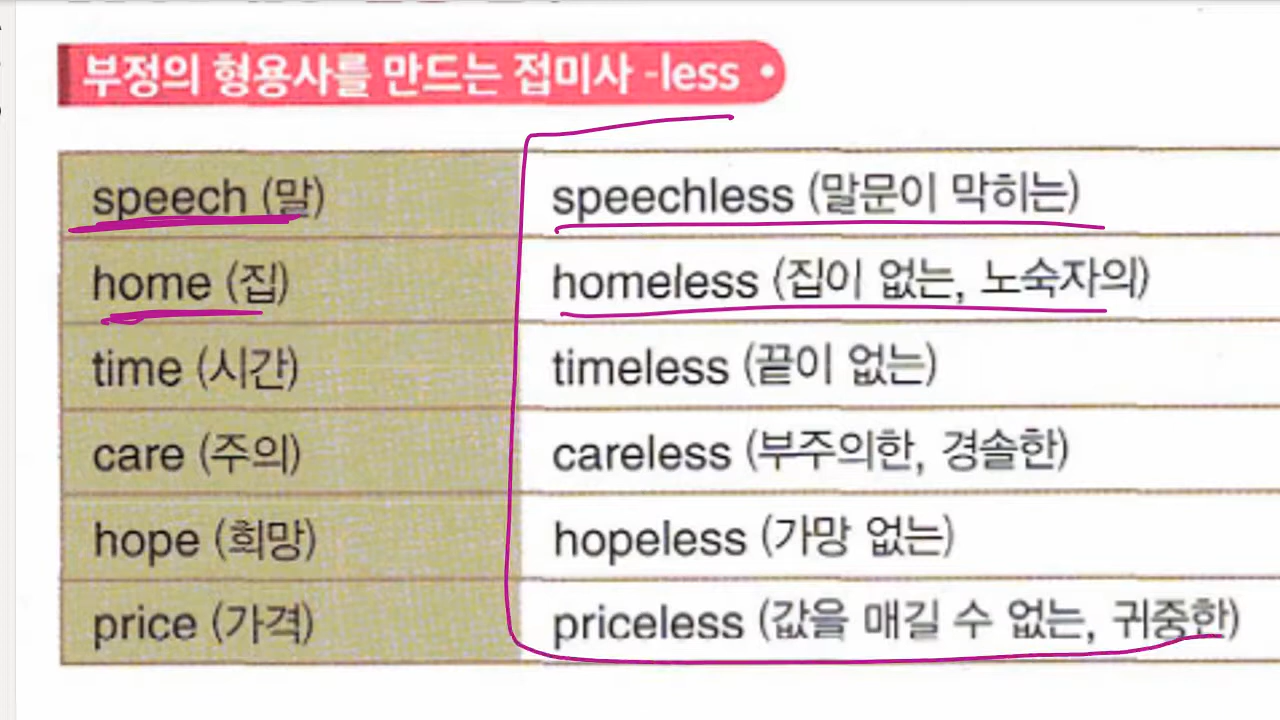 부정의 형용사를 만드는 접미사 -less •
speech (말) speechless (말문이 막히는)
home (집) homeless (집이 없는, 노숙자의)
time (시간) timeless (끝이 없는)
care (주의) careless (부주의한, 경솔한)
hope (희망) hopeless (가망 없는)
price (가격) priceless (값을 매길 수 없는, 귀중한)